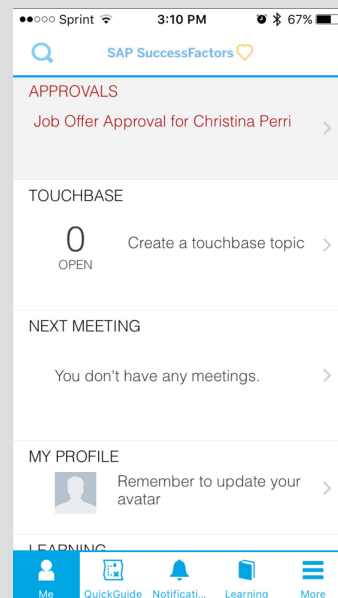 Sprint 3:10 PM 67%
SAP SuccessFactors
APPROVALS
Job Offer Approval for Christina Perri
TOUCHBASE
0
OPEN
Create a touchbase topic
NEXT MEETING
You don't have any meetings.
MY PROFILE
Remember to update your
avatar
LEARNING
Me QuickGuide Notificati... Learning More